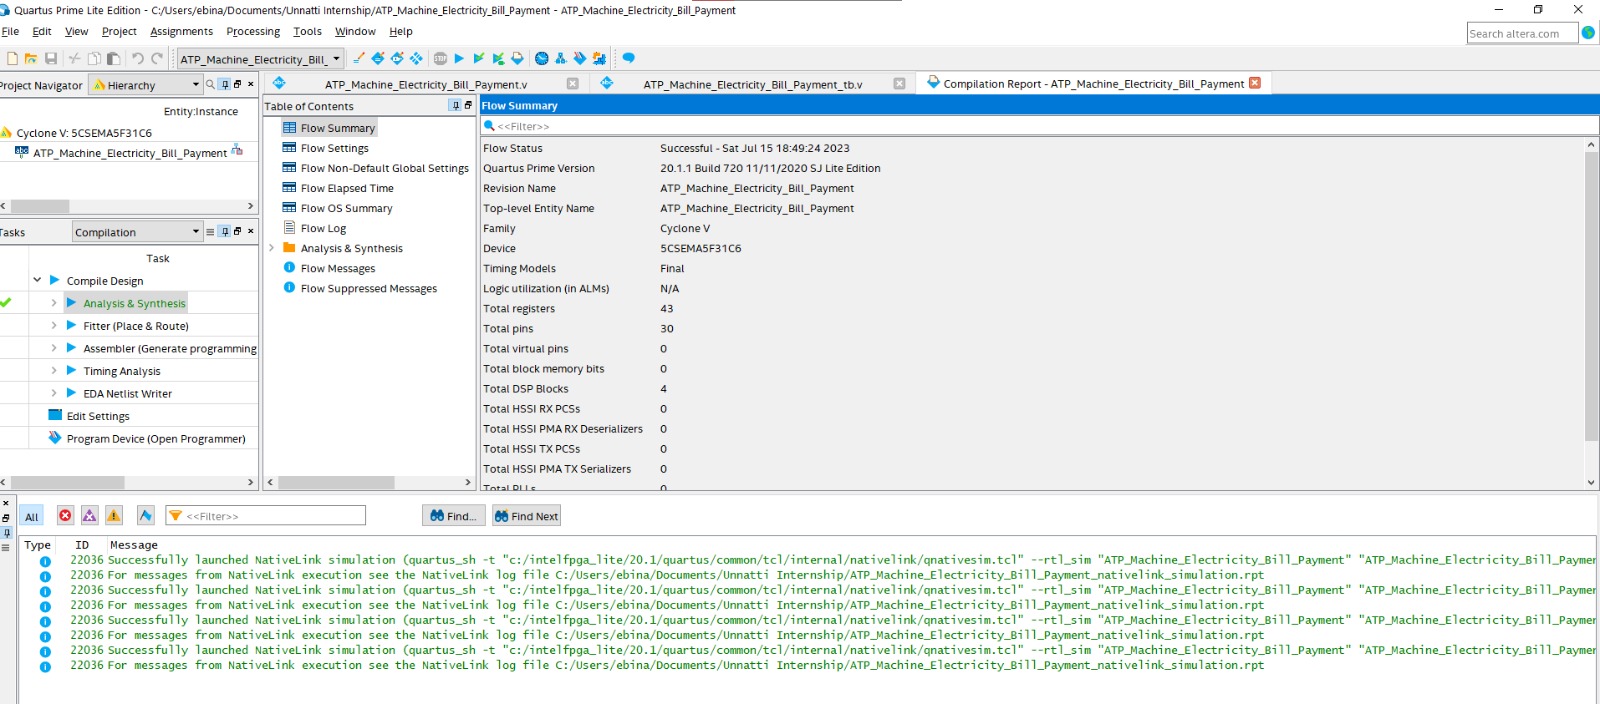 Quartus Prime Lite Edition - C:/Users/ebina/Documents/Unnatti Internship/ATP_Machine_Electricity_Bill_Payment - ATP_Machine_Electricity_Bill_Payment
File Edit View Project Assignments Processing Tools Window Help
Search altera.com
ATP_Machine_Electricity_Bill_
STOP
Project Navigator Hierarchy
ATP_Machine_Electricity_Bill_Payment.v
ATP_Machine_Electricity_Bill_Payment_tb.v
Compilation Report - ATP_Machine_Electricity_Bill_Payment
Entity:Instance
Cyclone V: 5CSEMA5F31C6
ATP_Machine_Electricity_Bill_Payment
Tasks Compilation
Task
Compile Design
Analysis & Synthesis
Fitter (Place & Route)
Assembler (Generate programming
Timing Analysis
EDA Netlist Writer
Edit Settings
Program Device (Open Programmer)
Table of Contents
Flow Summary
Flow Settings
Flow Non-Default Global Settings
Flow Elapsed Time
Flow OS Summary
Flow Log
Analysis & Synthesis
Flow Messages
Flow Suppressed Messages
Flow Summary
<<Filter>>
Flow Status Successful - Sat Jul 15 18:49:24 2023
Quartus Prime Version 20.1.1 Build 720 11/11/2020 SJ Lite Edition
Revision Name ATP_Machine_Electricity_Bill_Payment
Top-level Entity Name ATP_Machine_Electricity_Bill_Payment
Family Cyclone V
Device 5CSEMA5F31C6
Timing Models Final
Logic utilization (in ALMs) N/A
Total registers 43
Total pins 30
Total virtual pins 0
Total block memory bits 0
Total DSP Blocks 4
Total HSSI RX PCSs 0
Total HSSI PMA RX Deserializers 0
Total HSSI TX PCSs 0
Total HSSI PMA TX Serializers 0
Total PLLs 0
All <<Filter>> Find... Find Next
Type ID Message
22036 Successfully launched NativeLink simulation (quartus_sh -t "c:/intelfpga_lite/20.1/quartus/common/tcl/internal/nativelink/qnativesim.tcl" --rtl_sim "ATP_Machine_Electricity_Bill_Payment" "ATP_Machine_Electricity_Bill_Paymen
22036 For messages from NativeLink execution see the NativeLink log file C:/Users/ebina/Documents/Unnatti Internship/ATP_Machine_Electricity_Bill_Payment_nativelink_simulation.rpt
22036 Successfully launched NativeLink simulation (quartus_sh -t "c:/intelfpga_lite/20.1/quartus/common/tcl/internal/nativelink/qnativesim.tcl" --rtl_sim "ATP_Machine_Electricity_Bill_Payment" "ATP_Machine_Electricity_Bill_Paymen
22036 For messages from NativeLink execution see the NativeLink log file C:/Users/ebina/Documents/Unnatti Internship/ATP_Machine_Electricity_Bill_Payment_nativelink_simulation.rpt
22036 Successfully launched NativeLink simulation (quartus_sh -t "c:/intelfpga_lite/20.1/quartus/common/tcl/internal/nativelink/qnativesim.tcl" --rtl_sim "ATP_Machine_Electricity_Bill_Payment" "ATP_Machine_Electricity_Bill_Paymen
22036 For messages from NativeLink execution see the NativeLink log file C:/Users/ebina/Documents/Unnatti Internship/ATP_Machine_Electricity_Bill_Payment_nativelink_simulation.rpt
22036 Successfully launched NativeLink simulation (quartus_sh -t "c:/intelfpga_lite/20.1/quartus/common/tcl/internal/nativelink/qnativesim.tcl" --rtl_sim "ATP_Machine_Electricity_Bill_Payment" "ATP_Machine_Electricity_Bill_Paymen
22036 For messages from NativeLink execution see the NativeLink log file C:/Users/ebina/Documents/Unnatti Internship/ATP_Machine_Electricity_Bill_Payment_nativelink_simulation.rpt